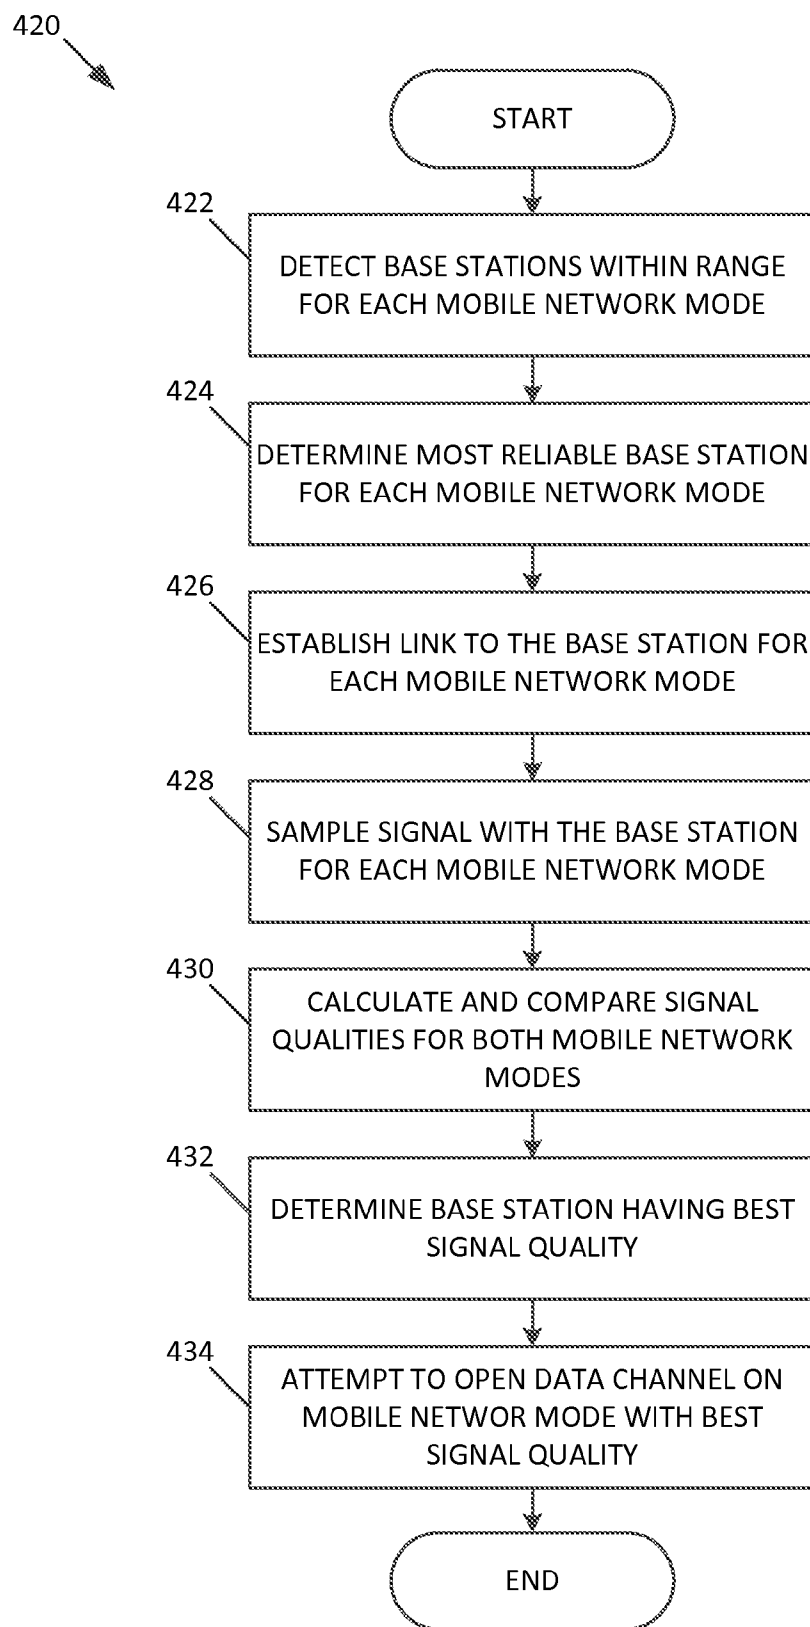 420
START
422
DETECT BASE STATIONS WITHIN RANGE
FOR EACH MOBILE NETWORK MODE
424
DETERMINE MOST RELIABLE BASE STATION
FOR EACH MOBILE NETWORK MODE
426
ESTABLISH LINK TO THE BASE STATION FOR
EACH MOBILE NETWORK MODE
428
SAMPLE SIGNAL WITH THE BASE STATION
FOR EACH MOBILE NETWORK MODE
430
CALCULATE AND COMPARE SIGNAL
QUALITIES FOR BOTH MOBILE NETWORK
MODES
432
DETERMINE BASE STATION HAVING BEST
SIGNAL QUALITY
434
ATTEMPT TO OPEN DATA CHANNEL ON
MOBILE NETWOR MODE WITH BEST
SIGNAL QUALITY
END